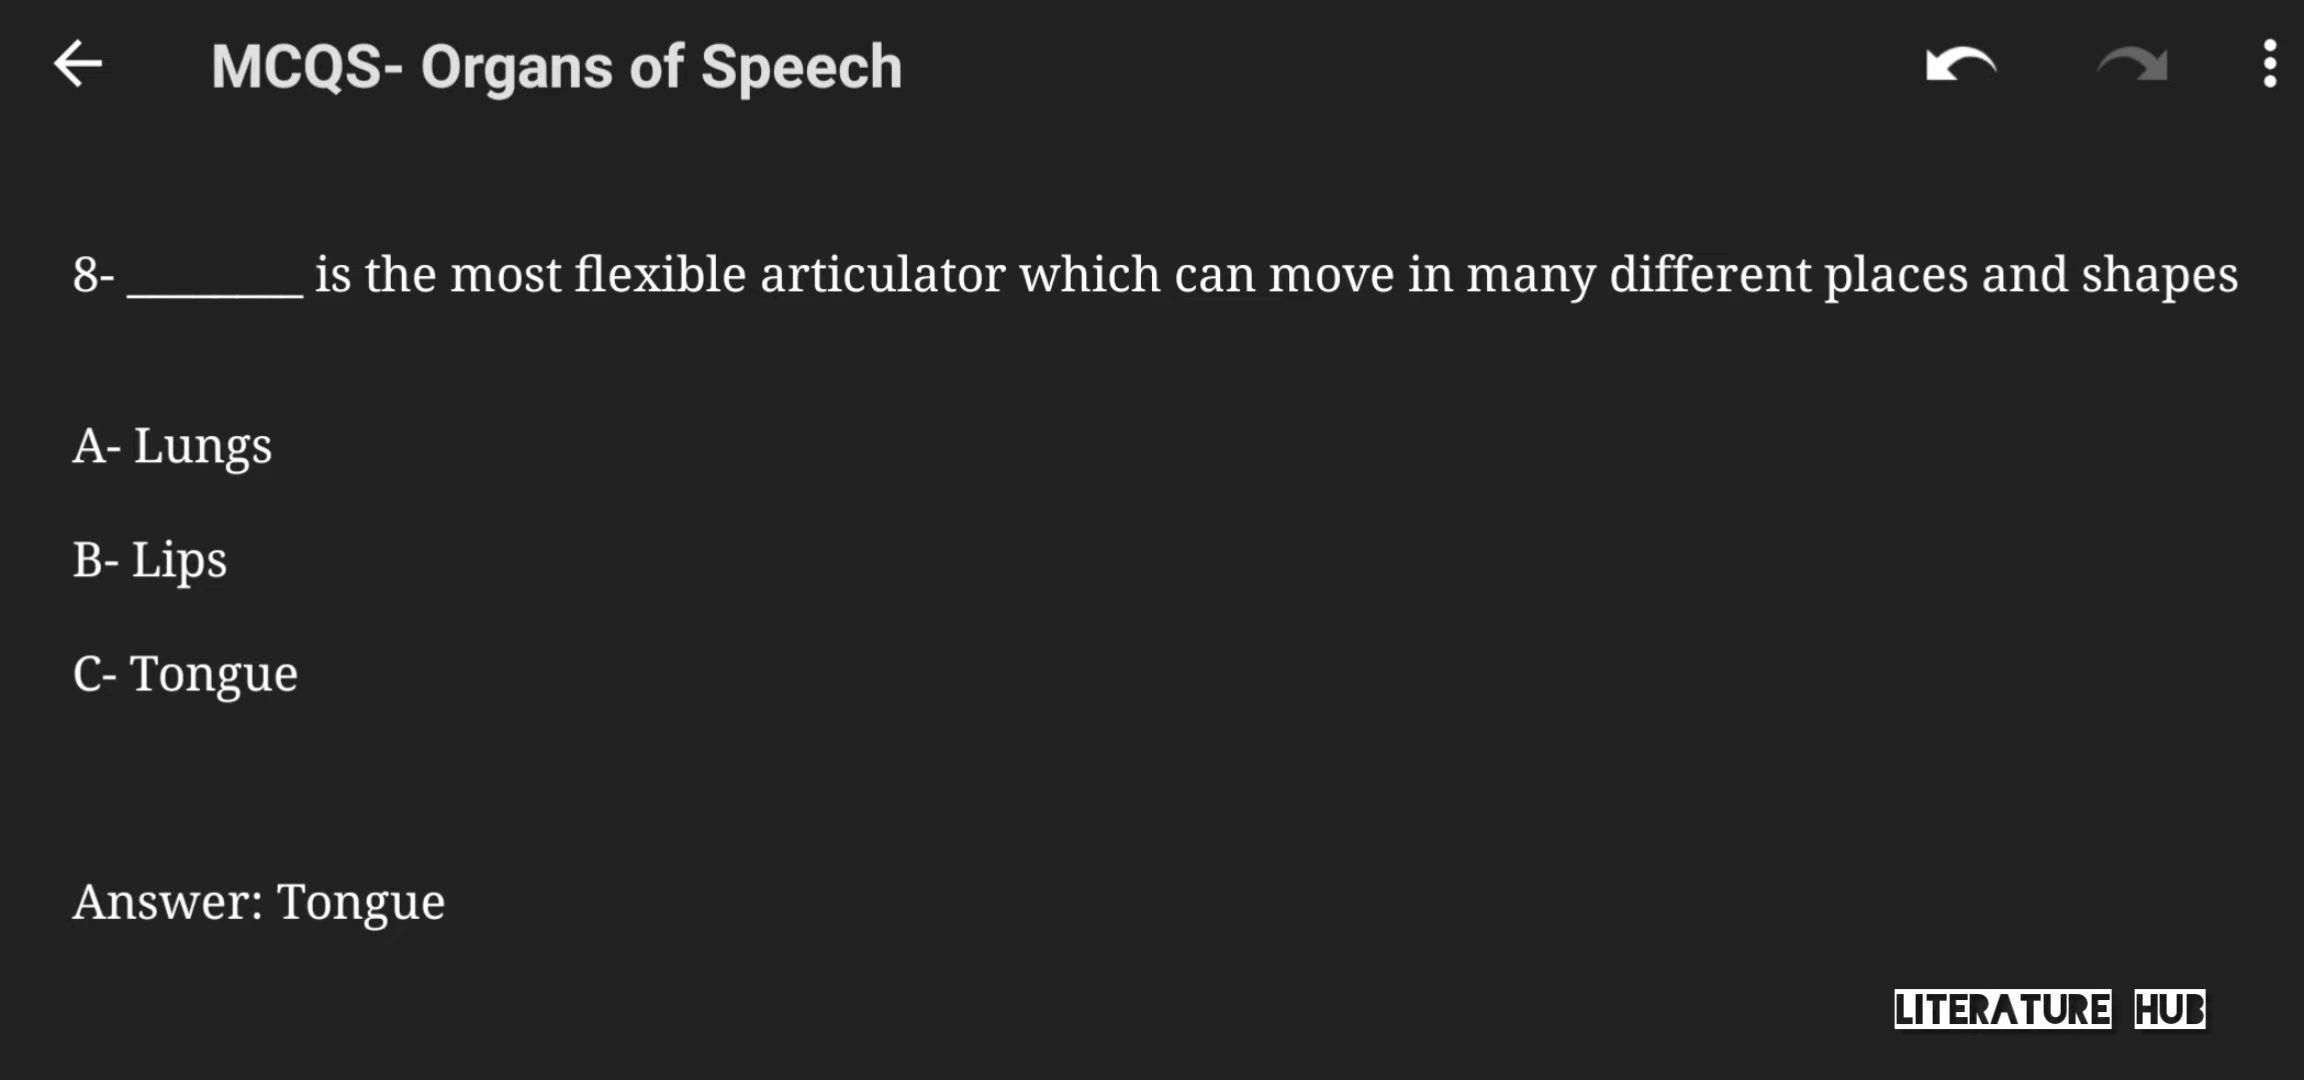 MCQS- Organs of Speech
8- _______ is the most flexible articulator which can move in many different places and shapes
A- Lungs
B- Lips
C- Tongue
Answer: Tongue
LITERATURE HUB